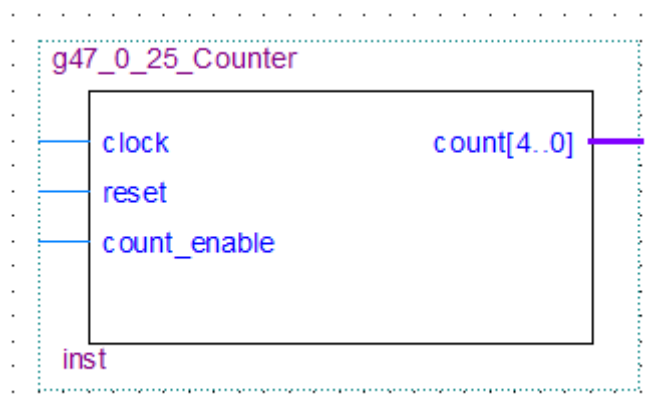 g47_0_25_Counter
clock count[4..0]
reset
count_enable
inst